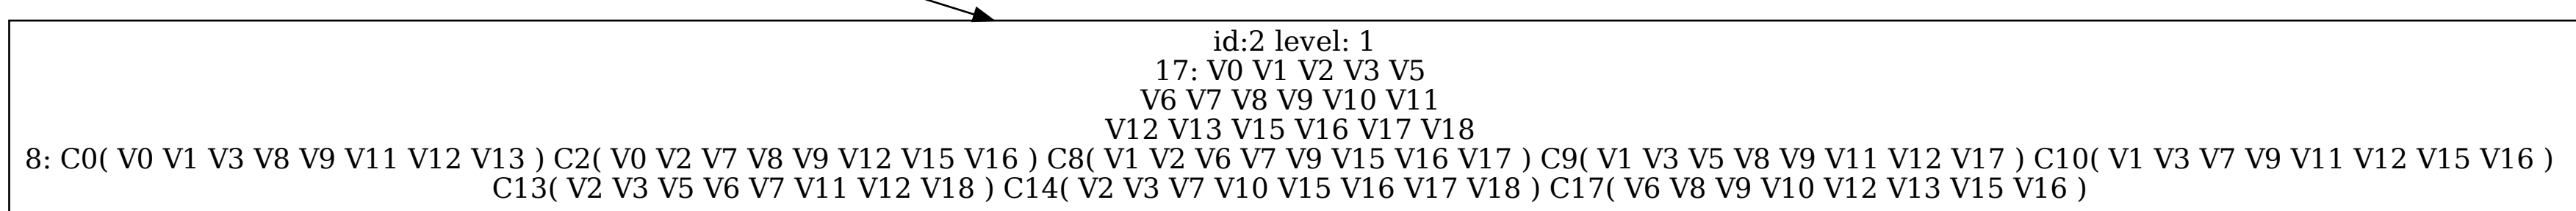 id:2 level: 1
17: V0 V1 V2 V3 V5
V6 V7 V8 V9 V10 V11
V12 V13 V15 V16 V17 V18
8: C0( V0 V1 V3 V8 V9 V11 V12 V13 ) C2( V0 V2 V7 V8 V9 V12 V15 V16 ) C8( V1 V2 V6 V7 V9 V15 V16 V17 ) C9( V1 V3 V5 V8 V9 V11 V12 V17 ) C10( V1 V3 V7 V9 V11 V12 V15 V16 )
C13( V2 V3 V5 V6 V7 V11 V12 V18 ) C14( V2 V3 V7 V10 V15 V16 V17 V18 ) C17( V6 V8 V9 V10 V12 V13 V15 V16 )